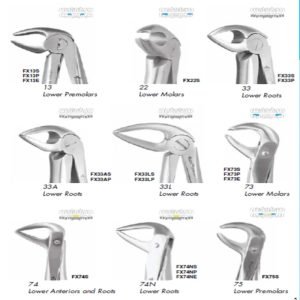 FX13S
FX13P
FX13E
13
Lower Premolars
FX22S
22
Lower Molars
FX33S
FX33P
33
Lower Roots
FX33AS
FX33AP
33A
Lower Roots
FX33LS
FX33LP
33L
Lower Roots
FX73S
FX73P
FX73E
73
Lower Molars
FX74S
74
Lower Anteriors and Roots
FX74NS
FX74NP
FX74NE
74N
Lower Roots
FX75S
75
Lower Premolars